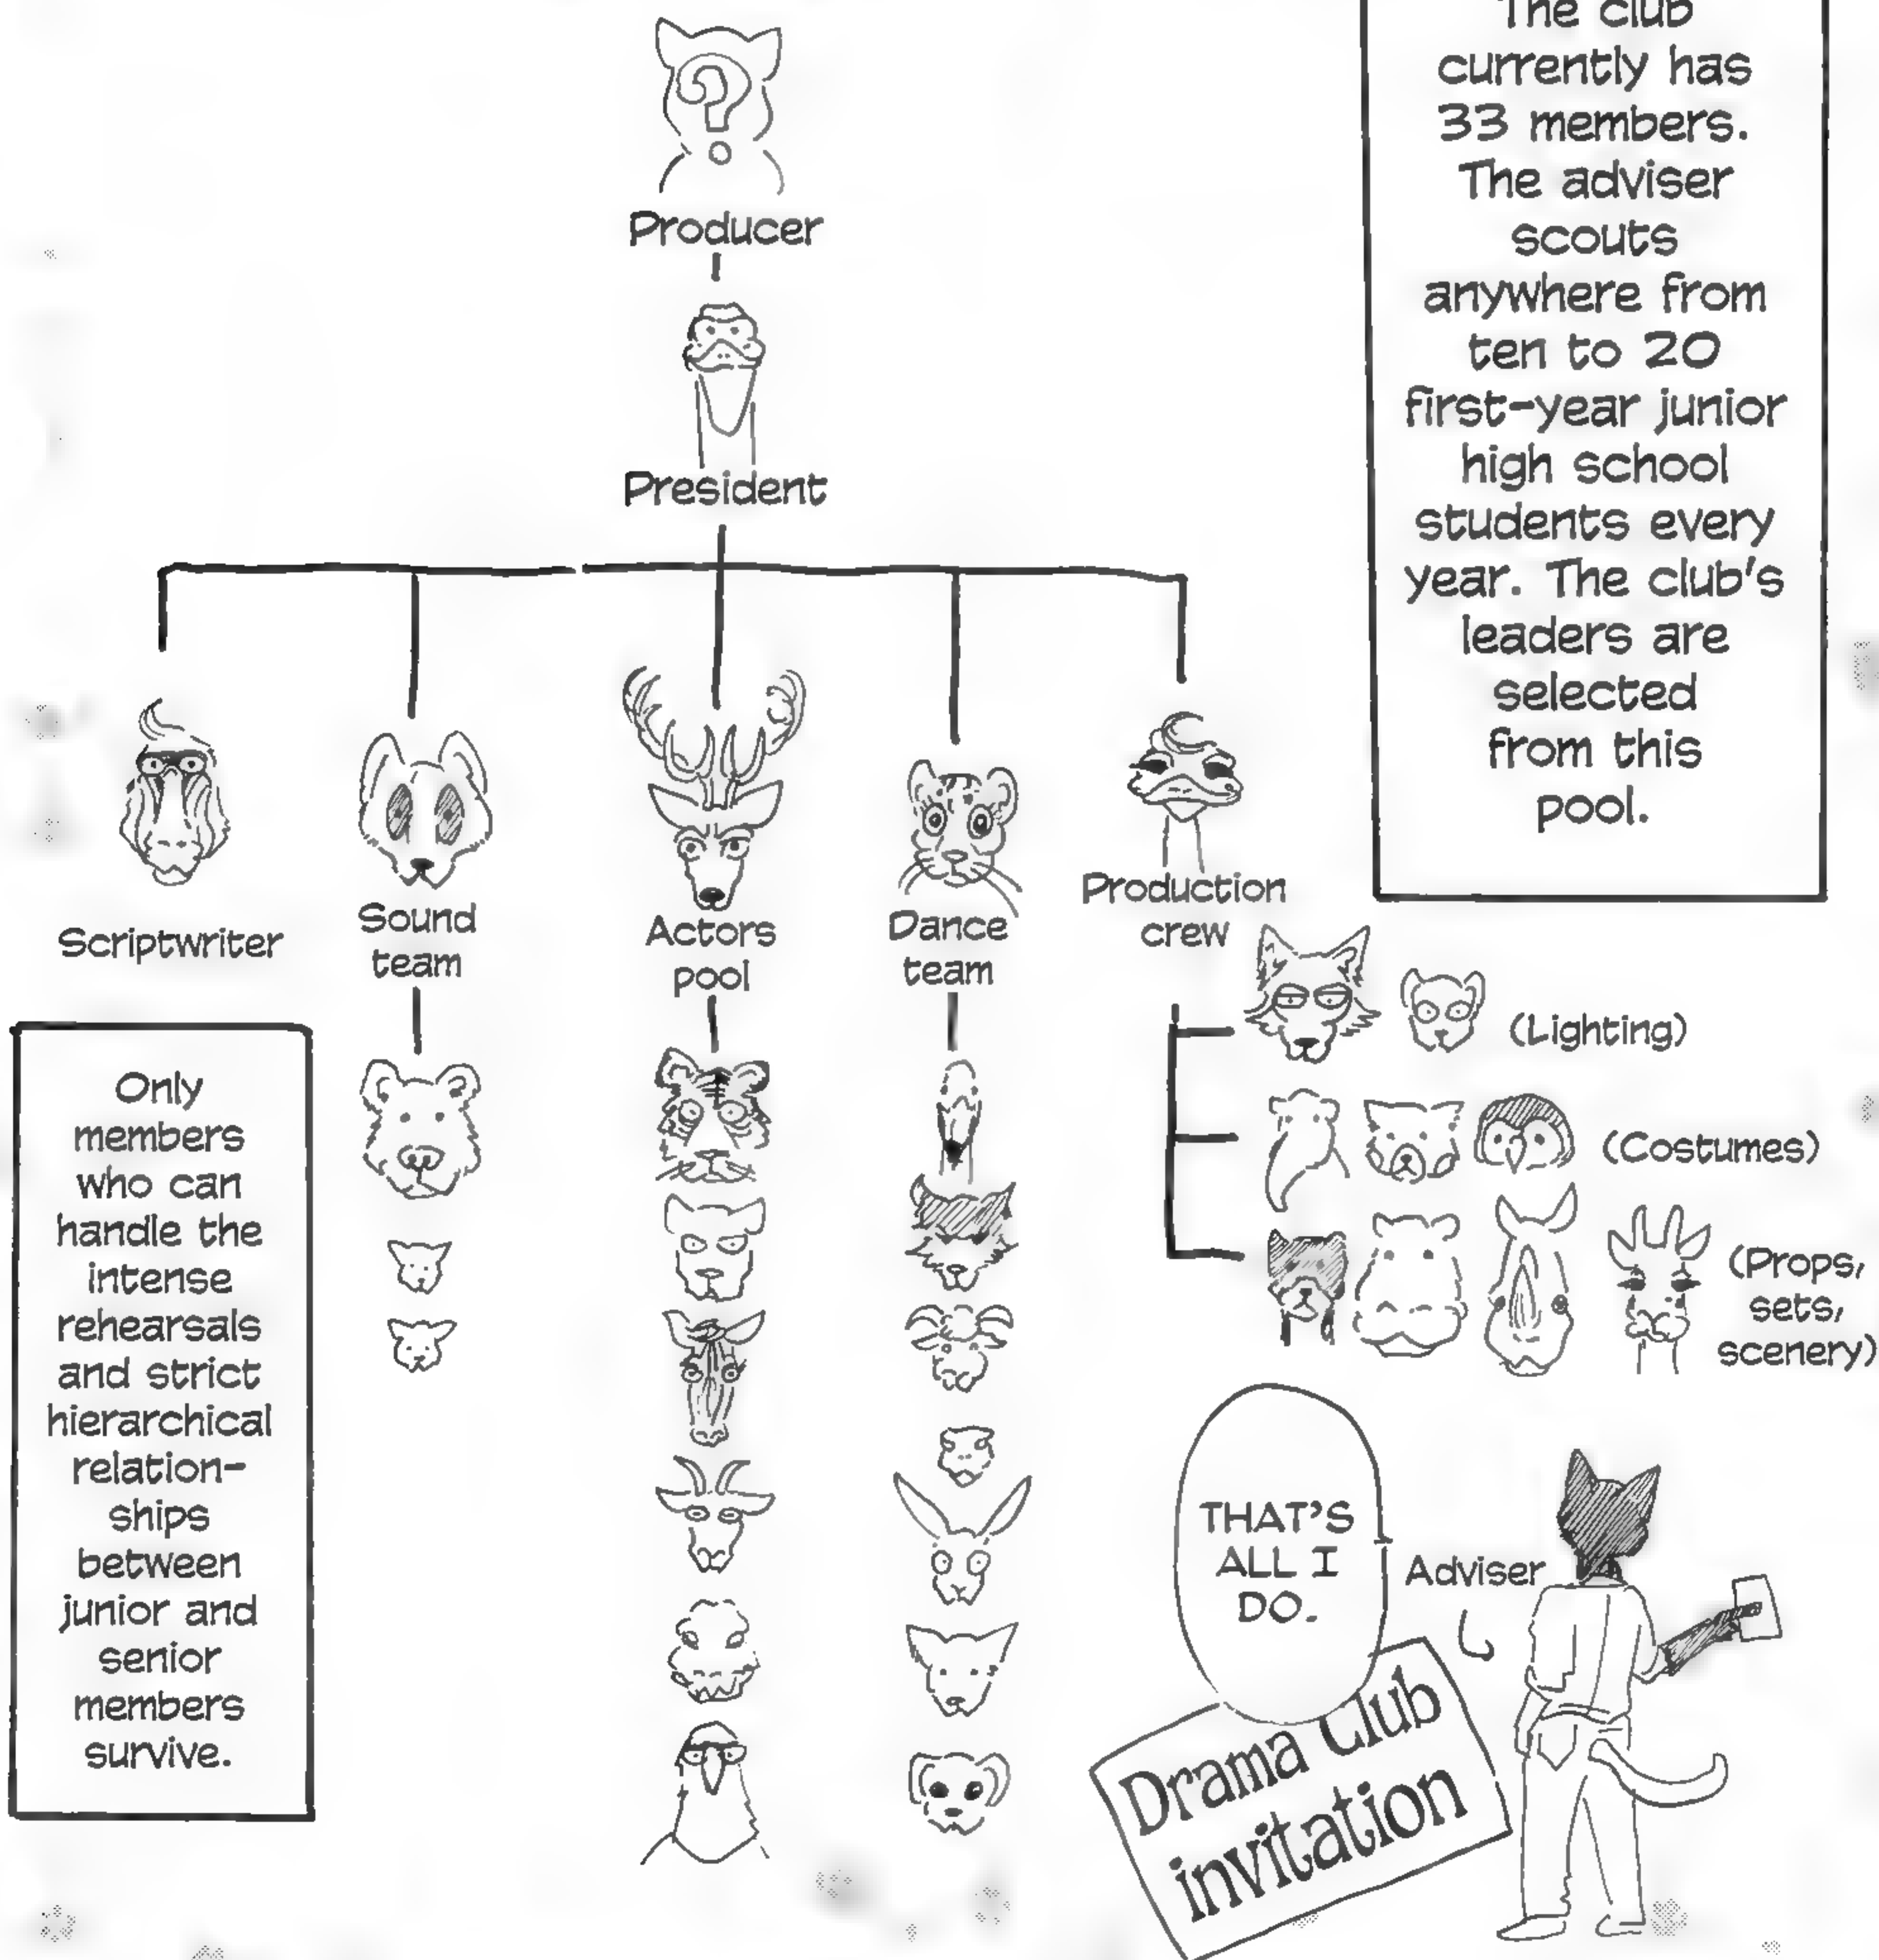 The club
currently has
33 members.
The adviser
scouts
anywhere from
ten to 20
first-year junior
high school
students every
year. The club's
leaders are
selected
from this
pool.
Producer
President
Scriptwriter
Sound
team
Actors
pool
Dance
team
Production
crew
(Lighting)
(Costumes)
(Props,
sets,
scenery)
Only
members
who can
handle the
intense
rehearsals
and strict
hierarchical
relation-
ships
between
junior and
senior
members
survive.
THAT'S
ALL I
DO.
Adviser
Drama Club
invitation